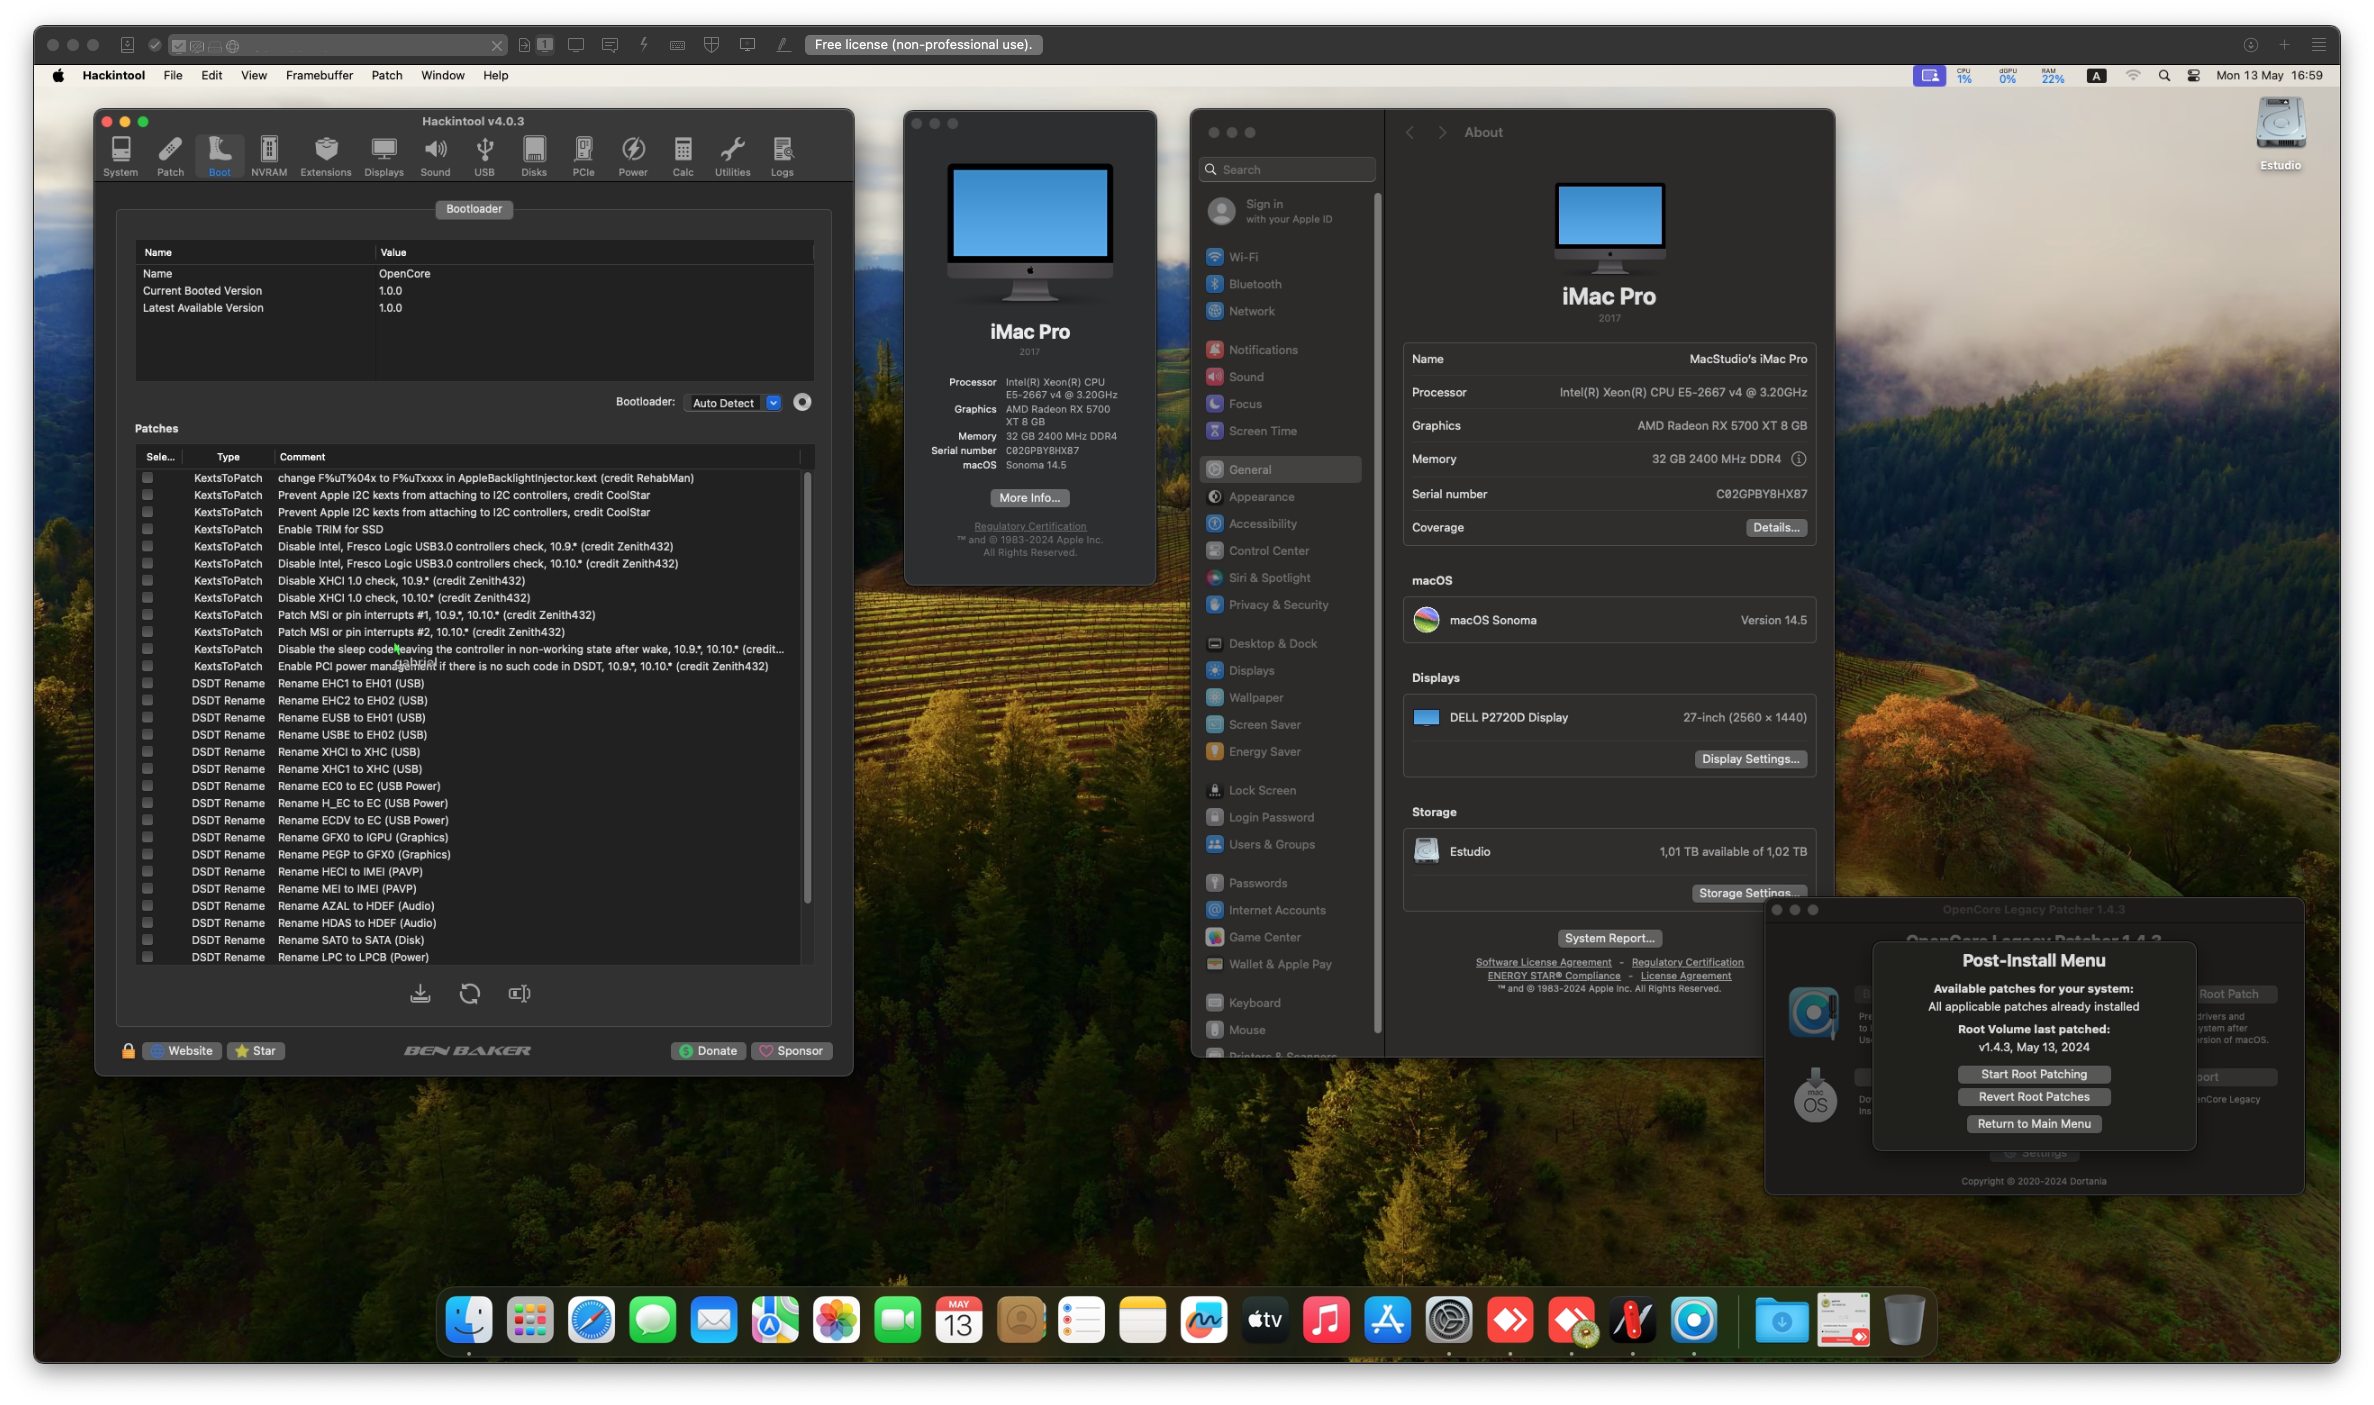 Free license (non-professional use).
Hackintool File Edit View Framebuffer Patch Window Help
CPU 1% dGPU 0% RAM 22% A Mon 13 May 16:59
Estudio
Hackintool v4.0.3
System Patch Boot NVRAM Extensions Displays Sound USB Disks PCIe Power Calc Utilities Logs
Bootloader
Name Value
Name OpenCore
Current Booted Version 1.0.0
Latest Available Version 1.0.0
Bootloader: Auto Detect
Patches
Sele... Type Comment
KextsToPatch change F%uT%04x to F%uTxxxx in AppleBacklightInjector.kext (credit RehabMan)
KextsToPatch Prevent Apple I2C kexts from attaching to I2C controllers, credit CoolStar
KextsToPatch Prevent Apple I2C kexts from attaching to I2C controllers, credit CoolStar
KextsToPatch Enable TRIM for SSD
KextsToPatch Disable Intel, Fresco Logic USB3.0 controllers check, 10.9.* (credit Zenith432)
KextsToPatch Disable Intel, Fresco Logic USB3.0 controllers check, 10.10.* (credit Zenith432)
KextsToPatch Disable XHCI 1.0 check, 10.9.* (credit Zenith432)
KextsToPatch Disable XHCI 1.0 check, 10.10.* (credit Zenith432)
KextsToPatch Patch MSI or pin interrupts #1, 10.9.*, 10.10.* (credit Zenith432)
KextsToPatch Patch MSI or pin interrupts #2, 10.10.* (credit Zenith432)
KextsToPatch Disable the sleep code leaving the controller in non-working state after wake, 10.9.*, 10.10.* (credit...
gabriel
KextsToPatch Enable PCI power management if there is no such code in DSDT, 10.9.*, 10.10.* (credit Zenith432)
DSDT Rename Rename EHC1 to EH01 (USB)
DSDT Rename Rename EHC2 to EH02 (USB)
DSDT Rename Rename EUSB to EH01 (USB)
DSDT Rename Rename USBE to EH02 (USB)
DSDT Rename Rename XHCI to XHC (USB)
DSDT Rename Rename XHC1 to XHC (USB)
DSDT Rename Rename EC0 to EC (USB Power)
DSDT Rename Rename H_EC to EC (USB Power)
DSDT Rename Rename ECDV to EC (USB Power)
DSDT Rename Rename GFX0 to IGPU (Graphics)
DSDT Rename Rename PEGP to GFX0 (Graphics)
DSDT Rename Rename HECI to IMEI (PAVP)
DSDT Rename Rename MEI to IMEI (PAVP)
DSDT Rename Rename AZAL to HDEF (Audio)
DSDT Rename Rename HDAS to HDEF (Audio)
DSDT Rename Rename SAT0 to SATA (Disk)
DSDT Rename Rename LPC to LPCB (Power)
Website Star BEN BAKER Donate Sponsor
iMac Pro
2017
Processor Intel(R) Xeon(R) CPU
E5-2667 v4 @ 3.20GHz
Graphics AMD Radeon RX 5700
XT 8 GB
Memory 32 GB 2400 MHz DDR4
Serial number C02GPBY8HX87
macOS Sonoma 14.5
More Info...
Regulatory Certification
™ and © 1983-2024 Apple Inc.
All Rights Reserved.
Search
Sign in
with your Apple ID
Wi-Fi
Bluetooth
Network
Notifications
Sound
Focus
Screen Time
General
Appearance
Accessibility
Control Center
Siri & Spotlight
Privacy & Security
Desktop & Dock
Displays
Wallpaper
Screen Saver
Energy Saver
Lock Screen
Login Password
Users & Groups
Passwords
Internet Accounts
Game Center
Wallet & Apple Pay
Keyboard
Mouse
Printers & Scanners
About
iMac Pro
2017
Name MacStudio’s iMac Pro
Processor Intel(R) Xeon(R) CPU E5-2667 v4 @ 3.20GHz
Graphics AMD Radeon RX 5700 XT 8 GB
Memory 32 GB 2400 MHz DDR4
Serial number C02GPBY8HX87
Coverage Details...
macOS
macOS Sonoma Version 14.5
Displays
DELL P2720D Display 27-inch (2560 × 1440)
Display Settings...
Storage
Estudio 1,01 TB available of 1,02 TB
Storage Settings...
System Report...
Software License Agreement - Regulatory Certification
ENERGY STAR® Compliance - License Agreement
™ and © 1983-2024 Apple Inc. All Rights Reserved.
OpenCore Legacy Patcher 1.4.3
OpenCore Legacy Patcher 1.4.3
Post-Install Menu
Available patches for your system:
All applicable patches already installed
Root Volume last patched:
v1.4.3, May 13, 2024
Start Root Patching
Revert Root Patches
Return to Main Menu
Root Patch
drivers and
Settings
Copyright © 2020-2024 Dortania
mac
OS
MAY
13
tv